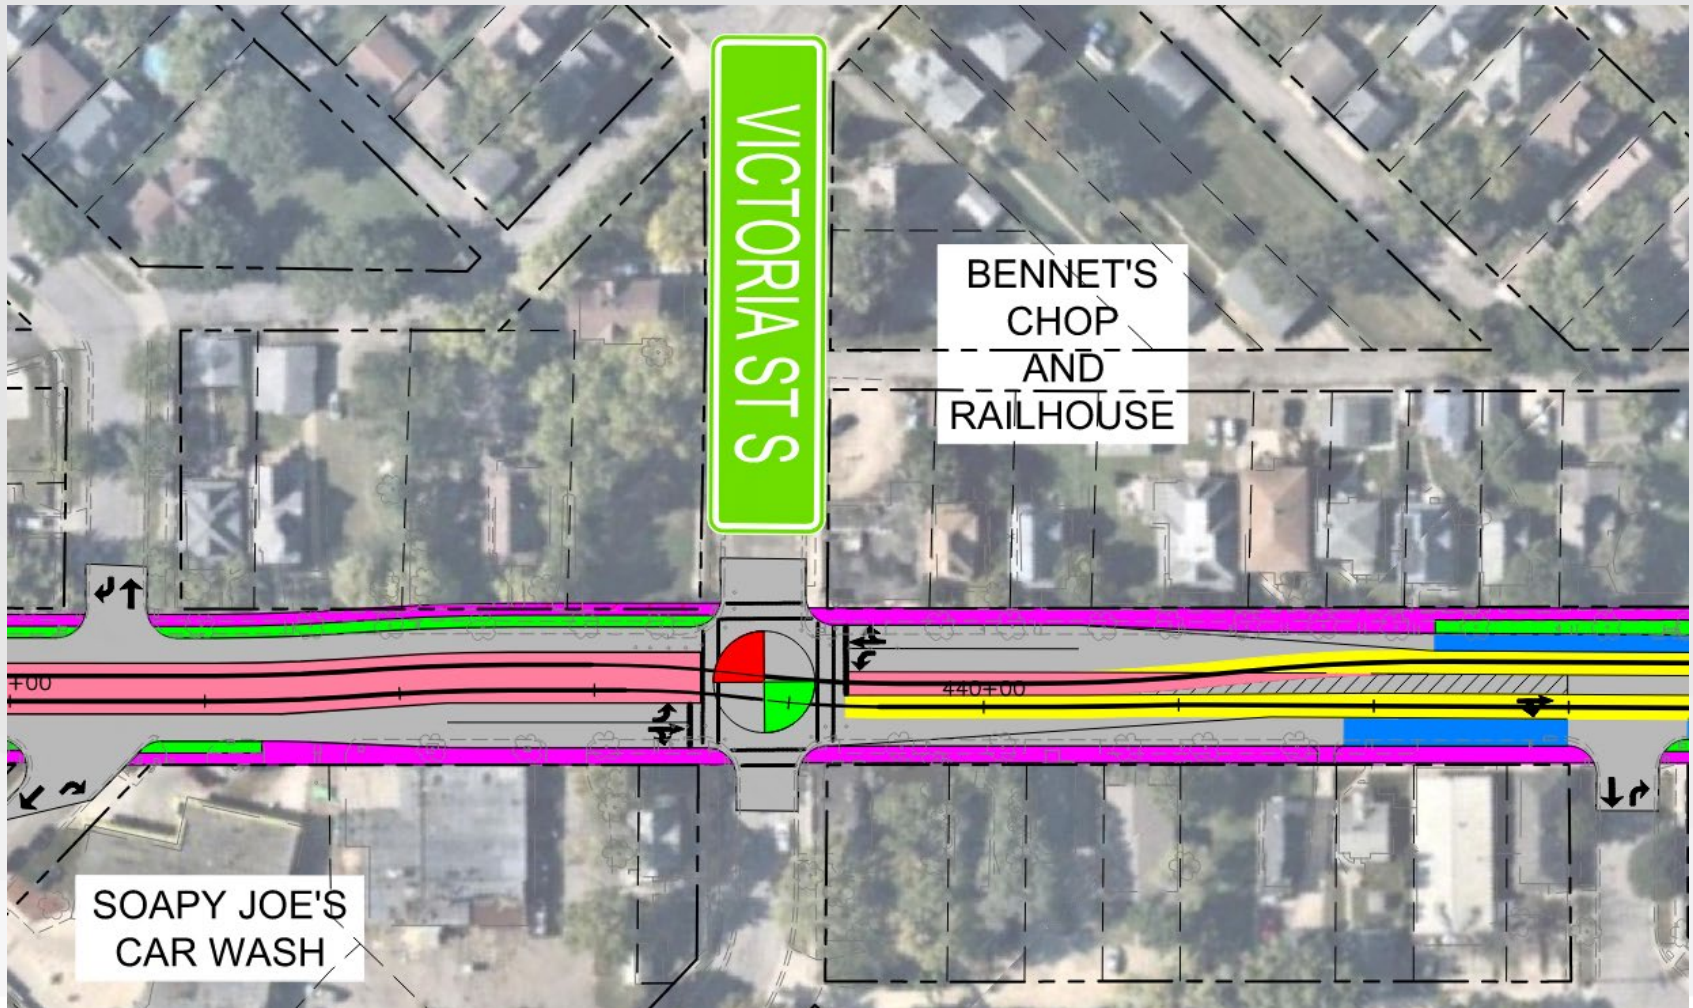 VICTORIA ST S
BENNET'S
CHOP
AND
RAILHOUSE
+00
440+00
SOAPY JOE'S
CAR WASH